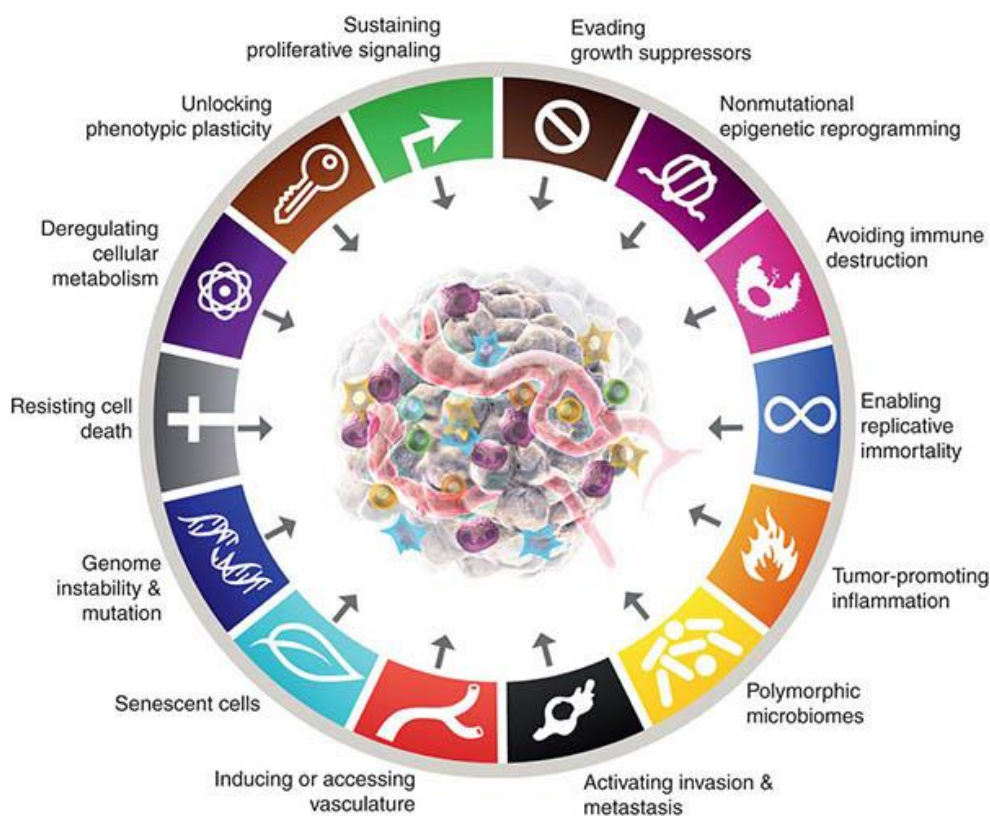 Sustaining
proliferative signaling
Evading
growth suppressors
Nonmutational
epigenetic reprogramming
Avoiding immune
destruction
Enabling
replicative
immortality
Tumor-promoting
inflammation
Polymorphic
microbiomes
Activating invasion &
metastasis
Inducing or accessing
vasculature
Senescent cells
Genome
instability &
mutation
Resisting cell
death
Deregulating
cellular
metabolism
Unlocking
phenotypic plasticity